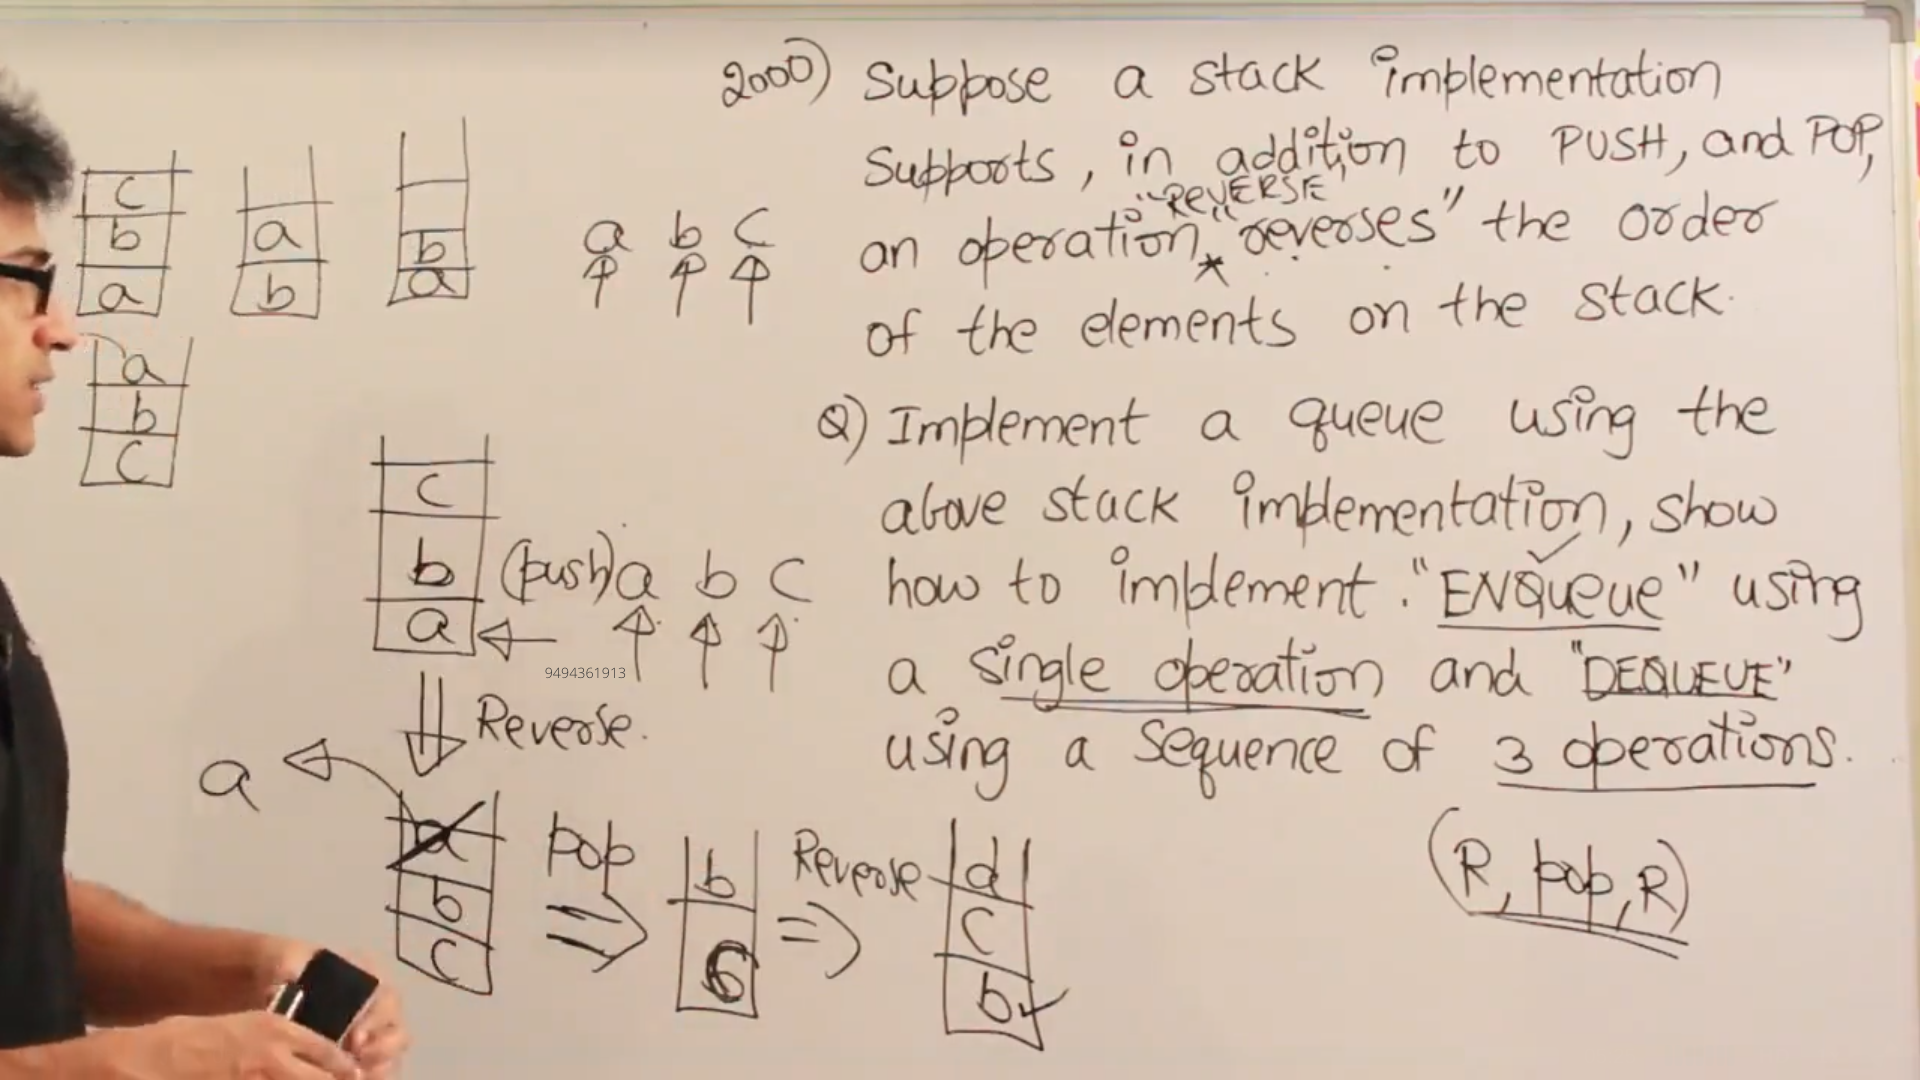 2000) Suppose a stack implementation
Supports, in addition to PUSH, and POP,
"REVERSE"
an operation "reverses" the order
of the elements on the stack.
Q) Implement a queue using the
above stack implementation, show
how to implement "ENQueue" using
a single operation and "DEQUEUE"
using a sequence of 3 operations.
(R, pop, R)
c
b
a
a
b
b
a
a b c
a
b
c
c
b
a
(push) a b c
9494361913
Reverse.
a
a
b
c
pop
b
c
Reverse
d
c
b